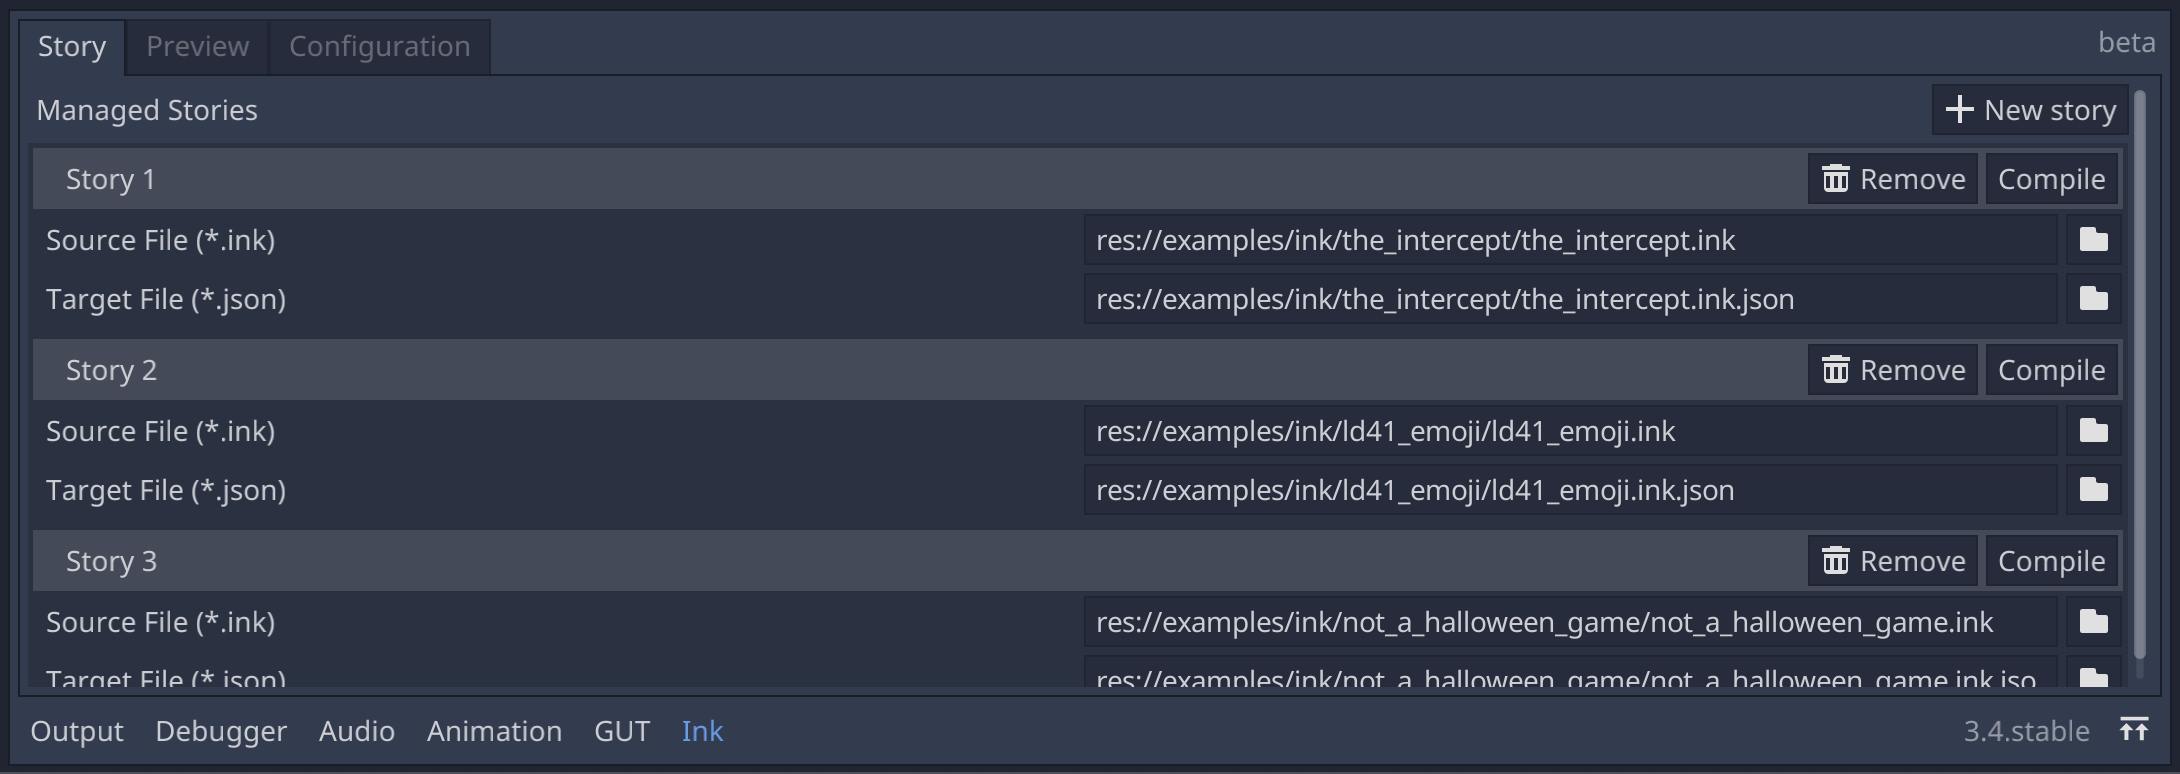 Story Preview Configuration beta
Managed Stories New story
Story 1 Remove Compile
Source File (*.ink) res://examples/ink/the_intercept/the_intercept.ink
Target File (*.json) res://examples/ink/the_intercept/the_intercept.ink.json
Story 2 Remove Compile
Source File (*.ink) res://examples/ink/ld41_emoji/ld41_emoji.ink
Target File (*.json) res://examples/ink/ld41_emoji/ld41_emoji.ink.json
Story 3 Remove Compile
Source File (*.ink) res://examples/ink/not_a_halloween_game/not_a_halloween_game.ink
Target File (*.json) res://examples/ink/not_a_halloween_game/not_a_halloween_game.ink.jso
Output Debugger Audio Animation GUT Ink 3.4.stable